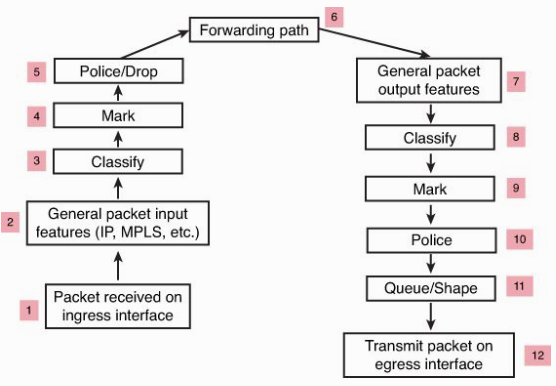 6
Forwarding path
5
Police/Drop
4
Mark
3
Classify
2
General packet input
features (IP, MPLS, etc.)
1
Packet received on
ingress interface
General packet
output features
7
Classify
8
Mark
9
Police
10
Queue/Shape
11
Transmit packet on
egress interface
12